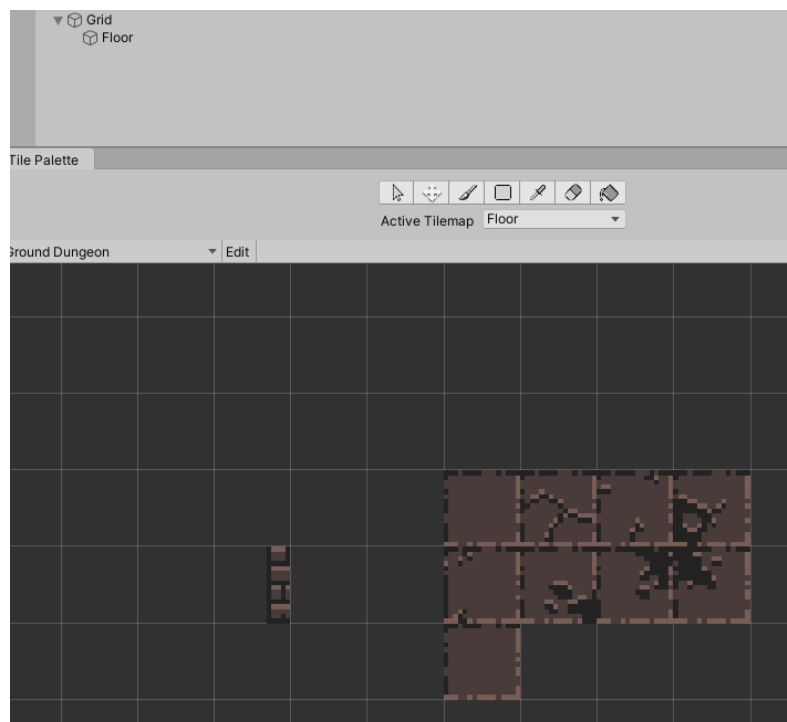 Grid
Floor
Tile Palette
Active Tilemap Floor
Ground Dungeon Edit